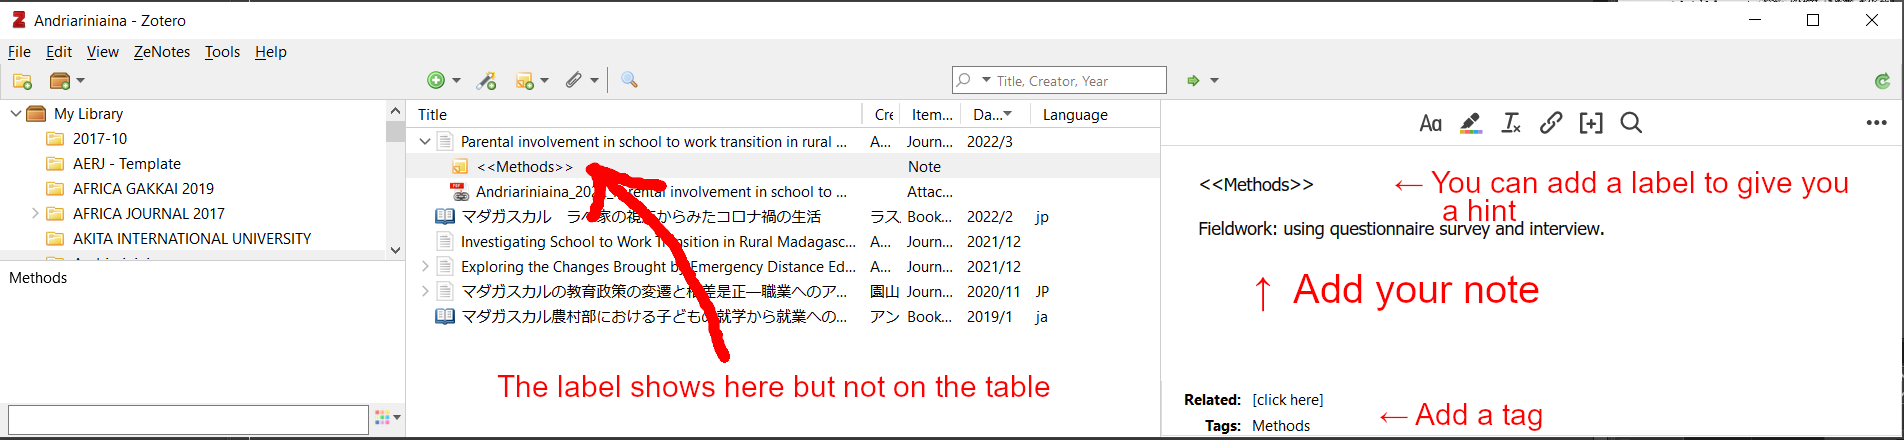 Andriariniaina - Zotero
File Edit View ZeNotes Tools Help
Title, Creator, Year
My Library
2017-10
AERJ - Template
AFRICA GAKKAI 2019
AFRICA JOURNAL 2017
AKITA INTERNATIONAL UNIVERSITY
Methods
Title Cre Item... Da... Language
Parental involvement in school to work transition in rural ... A... Journ... 2022/3
<<Methods>> Note
Andriariniaina_20 rental involvement in school to ... Attac...
マダガスカル ラ 家の視 からみたコロナ禍の生活 ラス Book... 2022/2 jp
Investigating School to Work Transition in Rural Madagasc... A... Journ... 2021/12
Exploring the Changes Brought by Emergency Distance Ed... A... Journ... 2021/12
マダガスカルの教育政策の変遷と格差是正―職業へのア... 園山 Journ... 2020/11 JP
マダガスカル農村部における子どもの就学から就業への... アン Book... 2019/1 ja
The label shows here but not on the table
Aa
<<Methods>>
← You can add a label to give you
a hint
Fieldwork: using questionnaire survey and interview.
↑ Add your note
Related: [click here]
← Add a tag
Tags: Methods